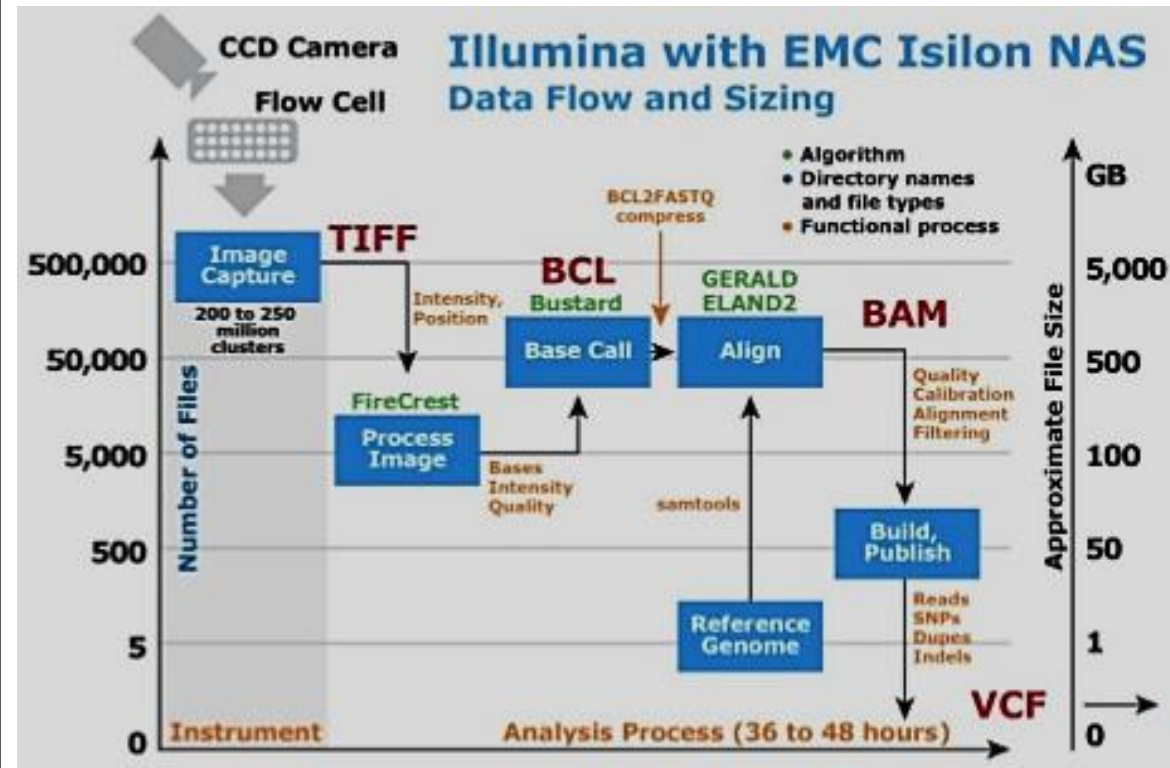 CCD Camera
Flow Cell
Illumina with EMC Isilon NAS
Data Flow and Sizing
• Algorithm
• Directory names
and file types
• Functional process
GB
BCL2FASTQ
compress
TIFF
Image
Capture
200 to 250
million
clusters
Intensity,
Position
BCL
Bustard
Base Call
GERALD
ELAND2
Align
BAM
Quality
Calibration
Alignment
Filtering
FireCrest
Process
Image
Bases
Intensity
Quality
samtools
Build,
Publish
Reference
Genome
Reads
SNPs
Dupes
Indels
VCF
500,000
50,000
5,000
500
5
0
Number of Files
5,000
500
100
50
1
0
Approximate File Size
Instrument
Analysis Process (36 to 48 hours)